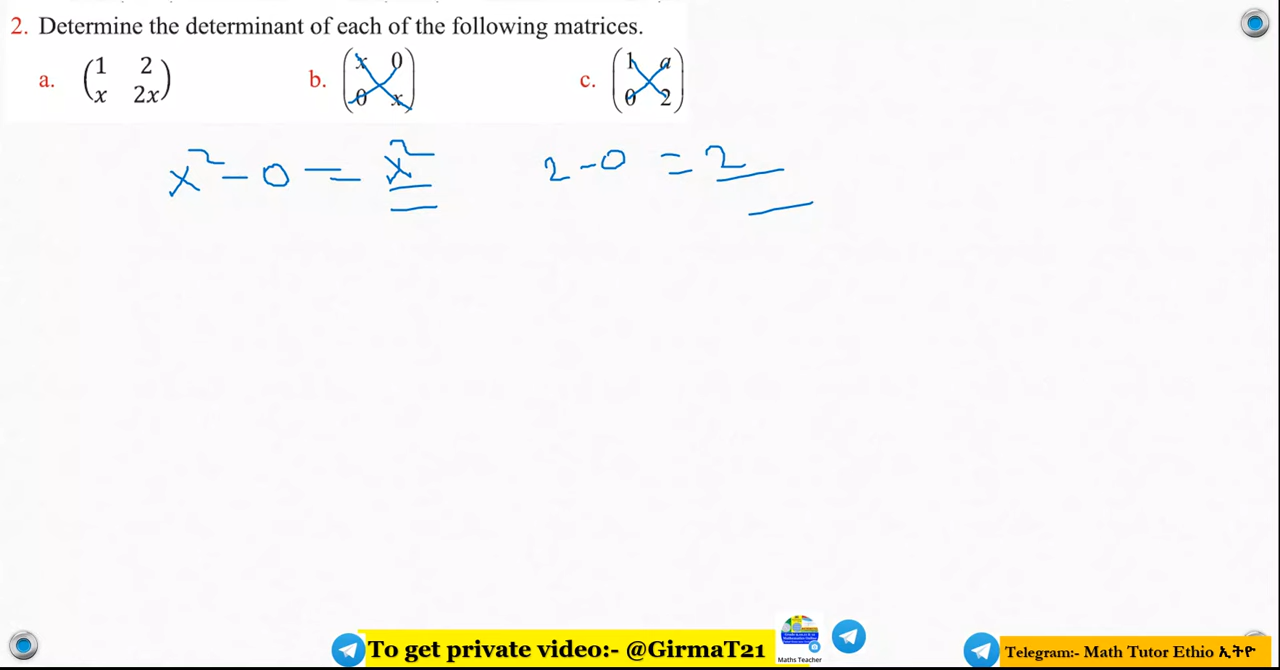 2. Determine the determinant of each of the following matrices.
a. (1 2
x 2x)
b. (x 0
0 x)
c. (1 a
0 2)
x² - 0 = x²
2 - 0 = 2
To get private video:- @GirmaT21
Maths Teacher
Telegram:- Math Tutor Ethio ኢትዮ